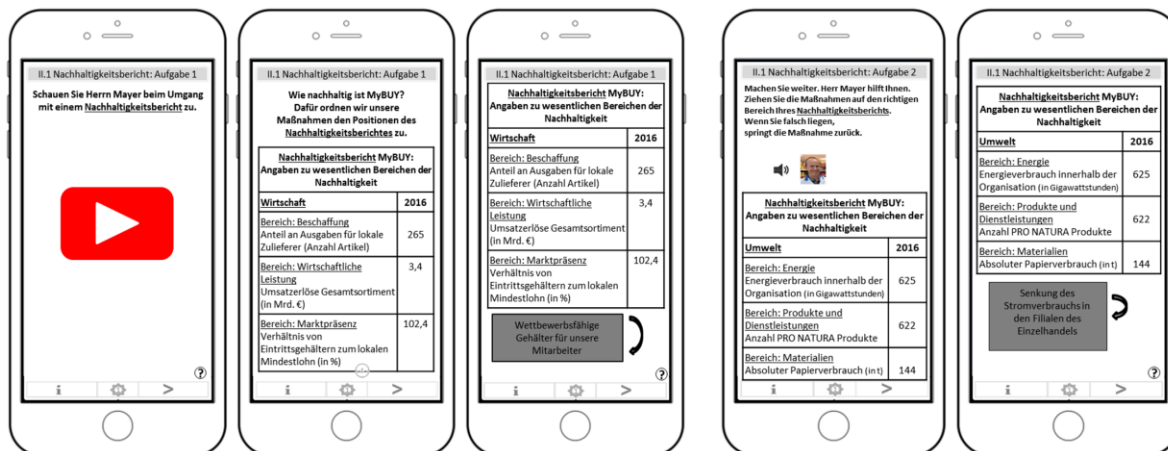 II.1 Nachhaltigkeitsbericht: Aufgabe 1
Schauen Sie Herrn Mayer beim Umgang
mit einem Nachhaltigkeitsbericht zu.
?
i
>
II.1 Nachhaltigkeitsbericht: Aufgabe 1
Wie nachhaltig ist MyBUY?
Dafür ordnen wir unsere
Maßnahmen den Positionen des
Nachhaltigkeitsberichtes zu.
Nachhaltigkeitsbericht MyBUY:
Angaben zu wesentlichen Bereichen der
Nachhaltigkeit
Wirtschaft 2016
Bereich: Beschaffung
Anteil an Ausgaben für lokale 265
Zulieferer (Anzahl Artikel)
Bereich: Wirtschaftliche 3,4
Leistung
Umsatzerlöse Gesamtsortiment
(in Mrd. €)
Bereich: Marktpräsenz 102,4
Verhältnis von
Eintrittsgehältern zum lokalen
Mindestlohn (in %)
i
>
II.1 Nachhaltigkeitsbericht: Aufgabe 1
Nachhaltigkeitsbericht MyBUY:
Angaben zu wesentlichen Bereichen der
Nachhaltigkeit
Wirtschaft 2016
Bereich: Beschaffung
Anteil an Ausgaben für lokale 265
Zulieferer (Anzahl Artikel)
Bereich: Wirtschaftliche 3,4
Leistung
Umsatzerlöse Gesamtsortiment
(in Mrd. €)
Bereich: Marktpräsenz 102,4
Verhältnis von
Eintrittsgehältern zum lokalen
Mindestlohn (in %)
Wettbewerbsfähige
Gehälter für unsere
Mitarbeiter
?
i
>
II.1 Nachhaltigkeitsbericht: Aufgabe 2
Machen Sie weiter. Herr Mayer hilft Ihnen.
Ziehen Sie die Maßnahmen auf den richtigen
Bereich Ihres Nachhaltigkeitsberichts.
Wenn Sie falsch liegen,
springt die Maßnahme zurück.
Nachhaltigkeitsbericht MyBUY:
Angaben zu wesentlichen Bereichen der
Nachhaltigkeit
Umwelt 2016
Bereich: Energie
Energieverbrauch innerhalb der 625
Organisation (in Gigawattstunden)
Bereich: Produkte und
Dienstleistungen 622
Anzahl PRO NATURA Produkte
Bereich: Materialien
Absoluter Papierverbrauch (in t) 144
i
>
II.1 Nachhaltigkeitsbericht: Aufgabe 2
Nachhaltigkeitsbericht MyBUY:
Angaben zu wesentlichen Bereichen der
Nachhaltigkeit
Umwelt 2016
Bereich: Energie
Energieverbrauch innerhalb der 625
Organisation (in Gigawattstunden)
Bereich: Produkte und
Dienstleistungen 622
Anzahl PRO NATURA Produkte
Bereich: Materialien
Absoluter Papierverbrauch (in t) 144
Senkung des
Stromverbrauchs in
den Filialen des
Einzelhandels
?
i
>